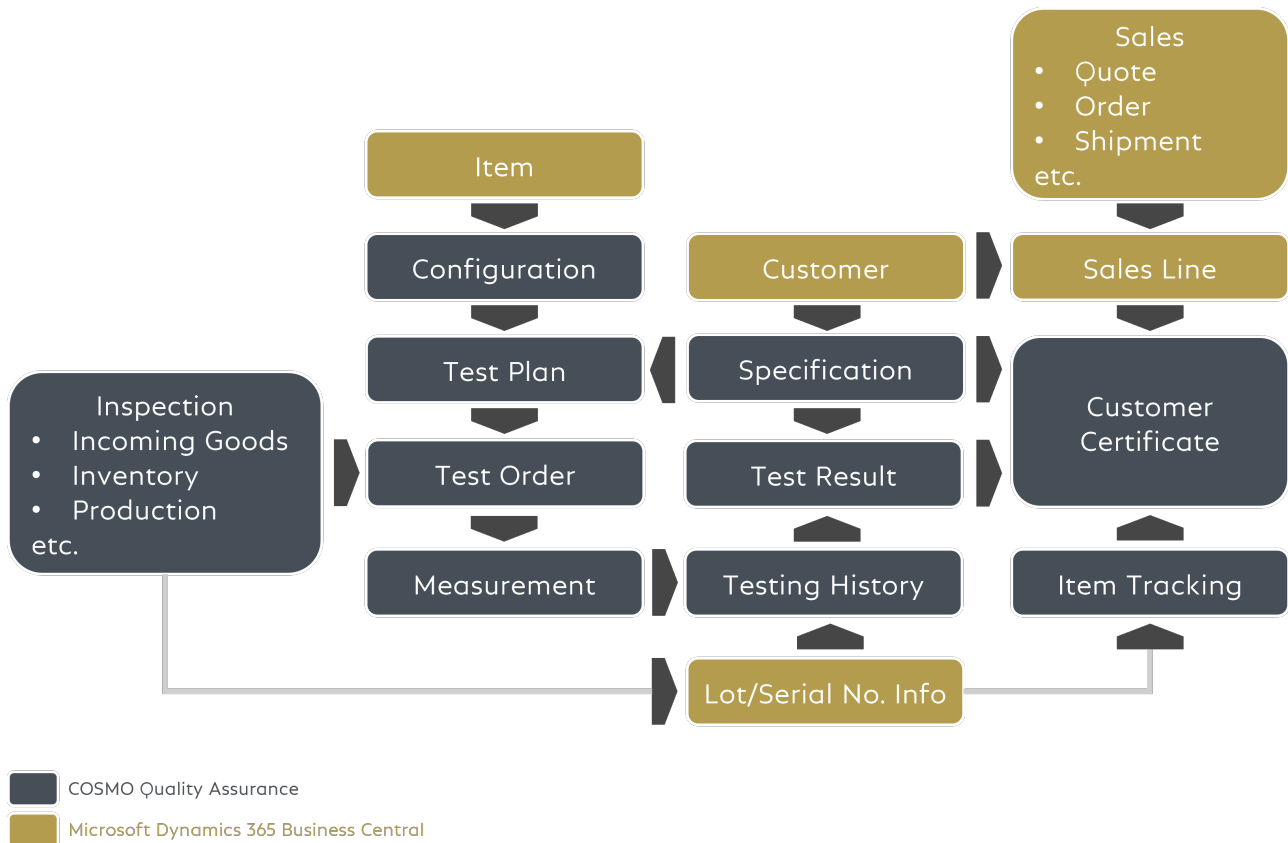 Sales
• Quote
• Order
• Shipment
etc.
Item
Configuration
Customer
Sales Line
Test Plan
Specification
Customer
Certificate
Inspection
• Incoming Goods
• Inventory
• Production
etc.
Test Order
Test Result
Measurement
Testing History
Item Tracking
Lot/Serial No. Info
COSMO Quality Assurance
Microsoft Dynamics 365 Business Central